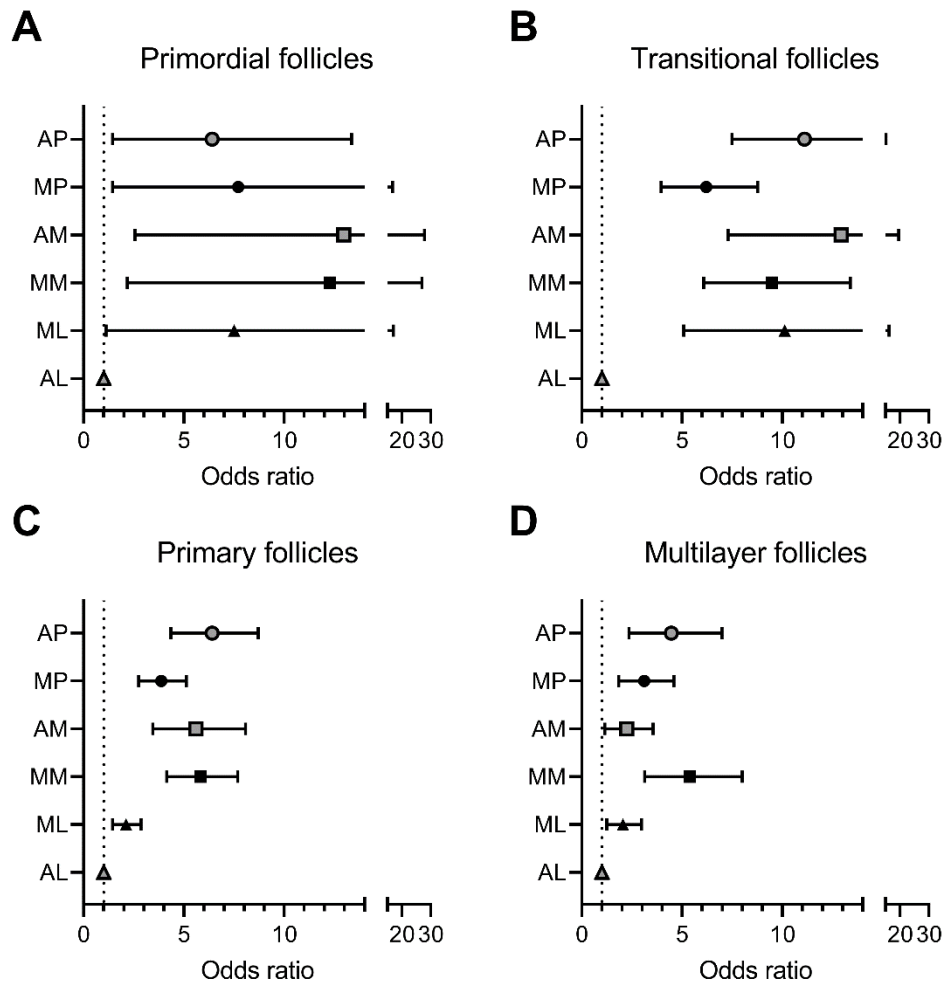 A
Primordial follicles
AP
MP
AM
MM
ML
AL
0 5 10 20 30
Odds ratio
B
Transitional follicles
AP
MP
AM
MM
ML
AL
0 5 10 20 30
Odds ratio
C
Primary follicles
AP
MP
AM
MM
ML
AL
0 5 10 20 30
Odds ratio
D
Multilayer follicles
AP
MP
AM
MM
ML
AL
0 5 10 20 30
Odds ratio